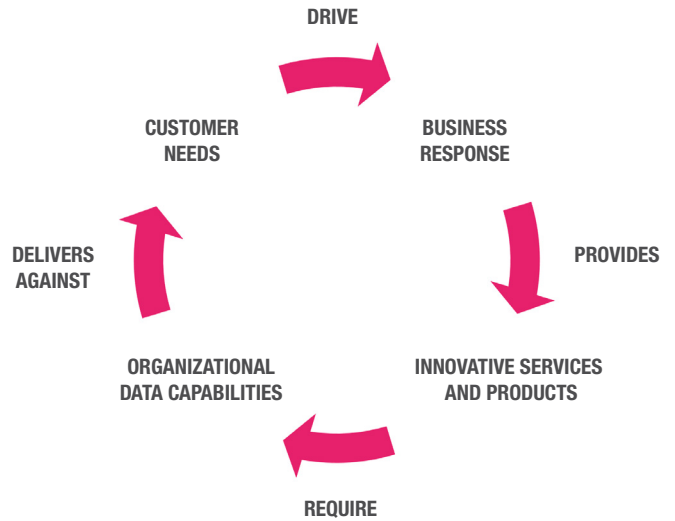 DRIVE
CUSTOMER
NEEDS
BUSINESS
RESPONSE
DELIVERS
AGAINST
PROVIDES
ORGANIZATIONAL
DATA CAPABILITIES
INNOVATIVE SERVICES
AND PRODUCTS
REQUIRE